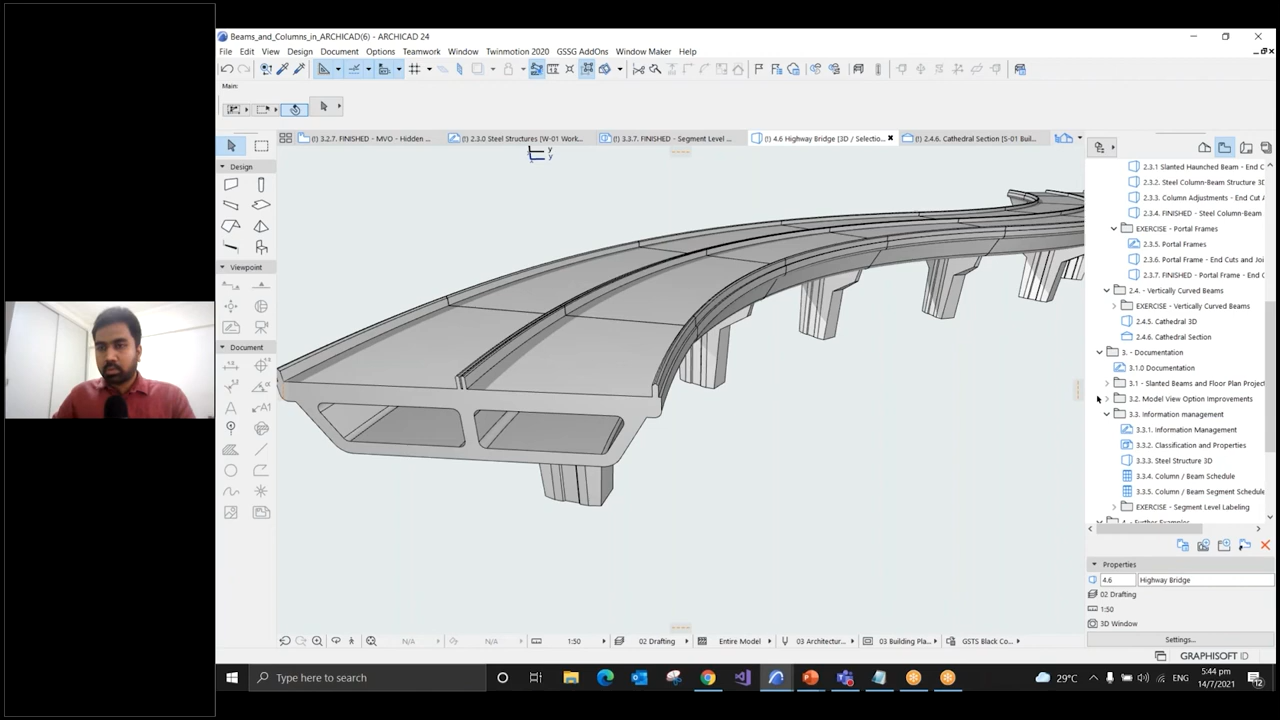 Beams_and_Columns_in_ARCHICAD(6) - ARCHICAD 24
File Edit View Design Document Options Teamwork Window Twinmotion 2020 GSSG AddOns Window Maker Help
Main:
(!) 3.2.7. FINISHED - MVO - Hidden ...
(!) 2.3.0 Steel Structures [W-01 Work...
(!) 3.3.7. FINISHED - Segment Level ...
(!) 4.6 Highway Bridge [3D / Selectio...
(!) 2.4.6. Cathedral Section [S-01 Buil...
y
y
Design
Viewpoint
Document
A
A1
2.3.1 Slanted Haunched Beam - End C
2.3.2. Steel Column-Beam Structure 3D
2.3.3. Column Adjustments - End Cut A
2.3.4. FINISHED - Steel Column-Beam
EXERCISE - Portal Frames
2.3.5. Portal Frames
2.3.6. Portal Frame - End Cuts and Joi
2.3.7. FINISHED - Portal Frame - End C
2.4. - Vertically Curved Beams
EXERCISE - Vertically Curved Beams
2.4.5. Cathedral 3D
2.4.6. Cathedral Section
3. - Documentation
3.1.0 Documentation
3.1 - Slanted Beams and Floor Plan Project
3.2. Model View Option Improvements
3.3. Information management
3.3.1. Information Management
3.3.2. Classification and Properties
3.3.3. Steel Structure 3D
3.3.4. Column / Beam Schedule
3.3.5. Column / Beam Segment Schedule
EXERCISE - Segment Level Labeling
4. - Further Examples
Properties
4.6 Highway Bridge
02 Drafting
1:50
3D Window
Settings...
N/A N/A 1:50 02 Drafting Entire Model 03 Architectur... 03 Building Pla... GSTS Black Co...
GRAPHISOFT ID
Type here to search
29°C
ENG
5:44 pm
14/7/2021
12